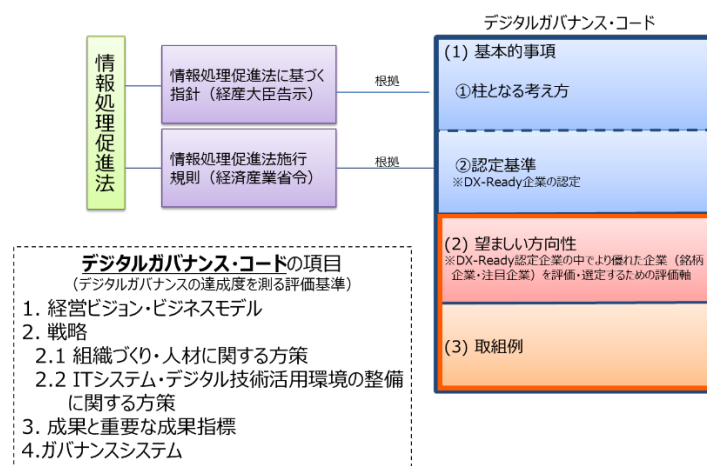 デジタルガバナンス・コード
情報処理促進法
情報処理促進法に基づく
指針（経産大臣告示）
根拠
(1) 基本的事項
①柱となる考え方
情報処理促進法施行
規則（経済産業省令）
根拠
②認定基準
※DX-Ready企業の認定
(2) 望ましい方向性
※DX-Ready認定企業の中でより優れた企業（銘柄
企業・注目企業）を評価・選定するための評価軸
(3) 取組例
デジタルガバナンス・コードの項目
（デジタルガバナンスの達成度を測る評価基準）
1. 経営ビジョン・ビジネスモデル
2. 戦略
2.1 組織づくり・人材に関する方策
2.2 ITシステム・デジタル技術活用環境の整備
に関する方策
3. 成果と重要な成果指標
4.ガバナンスシステム